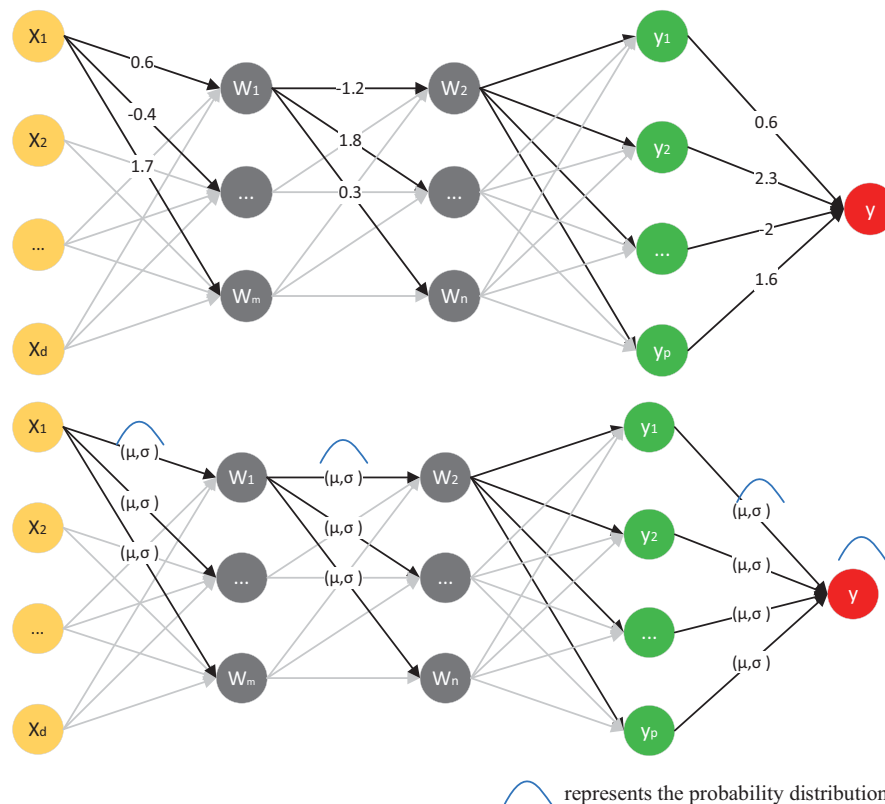 X1
0.6
W1
-1.2
W2
y1
-0.4
0.6
X2
1.8
y2
1.7
2.3
...
0.3
...
y
...
-2
...
Wm
Wn
1.6
Xd
yp
X1
(μ,σ )
W1
(μ,σ )
W2
y1
(μ,σ )
(μ,σ )
(μ,σ )
X2
(μ,σ )
y2
(μ,σ )
(μ,σ )
...
...
y
...
(μ,σ )
...
Wm
Wn
(μ,σ )
Xd
yp
represents the probability distribution